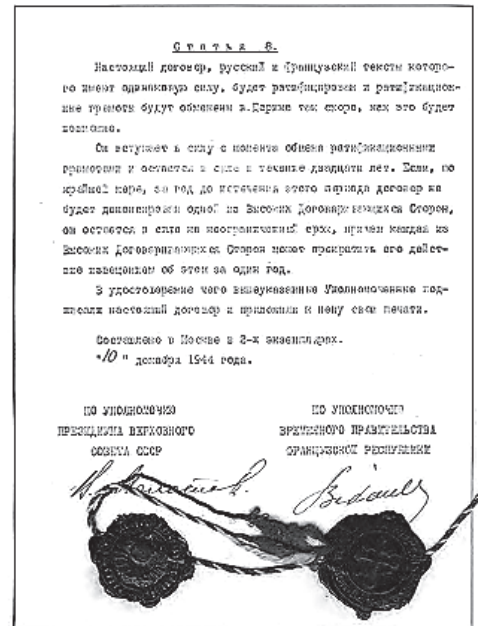 Статья 8.
Настоящий договор, русский и французский тексты которо-
го имеют одинаковую силу, будет ратифицирован и ратификацион-
ные грамоты будут обменены в Париже так скоро, как это будет
возможно.
Он вступает в силу с момента обмена ратификационными
грамотами и остается в силе в течение двадцати лет. Если, по
крайней мере, за год до истечения этого периода договор не
будет денонсирован одной из Высоких Договаривающихся Сторон,
он остается в силе на неограниченный срок, причем каждая из
Высоких Договаривающихся Сторон может прекратить его дейст-
вие извещением об этом за один год.
В удостоверение чего вышеуказанные Уполномоченные под-
писали настоящий договор и приложили к нему свои печати.
Составлено в Москве в 2-х экземплярах.
"10" декабря 1944 года.
ПО УПОЛНОМОЧИЮ
ПРЕЗИДИУМА ВЕРХОВНОГО
СОВЕТА СССР
ПО УПОЛНОМОЧИЮ
ВРЕМЕННОГО ПРАВИТЕЛЬСТВА
ФРАНЦУЗСКОЙ РЕСПУБЛИКИ
Bidault